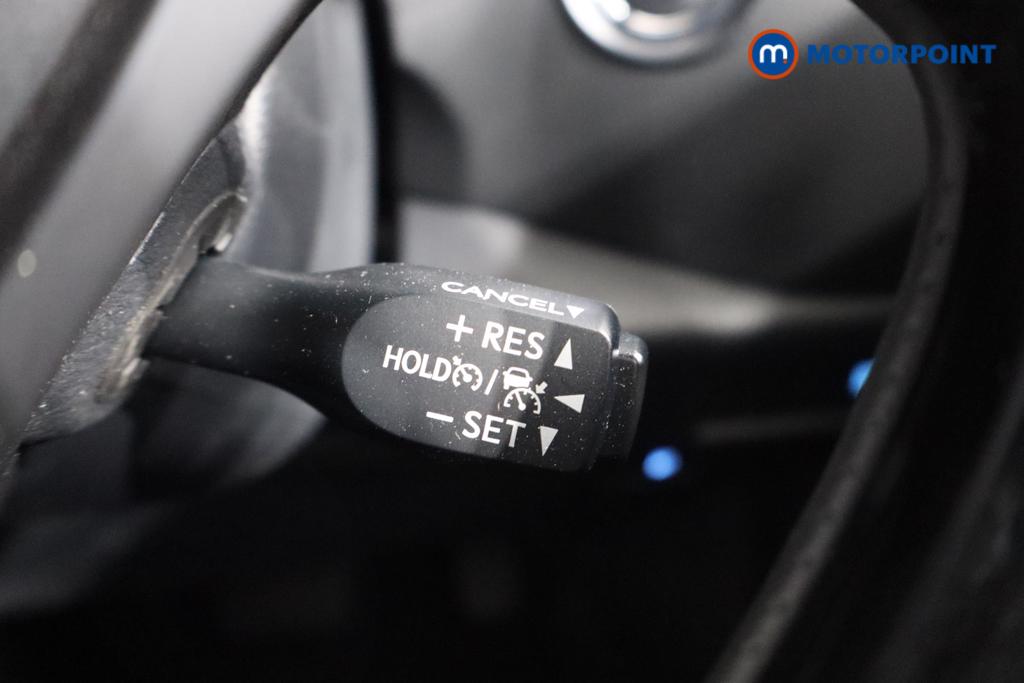 m MOTORPOINT
CANCEL
+ RES
HOLD /
- SET